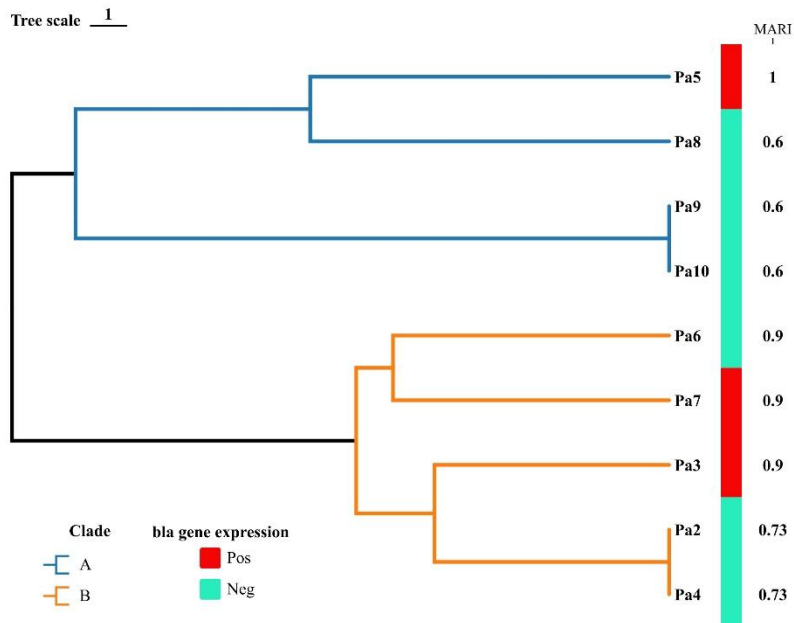 Tree scale 1
MARI
Pa5 1
Pa8 0.6
Pa9 0.6
Pa10 0.6
Pa6 0.9
Pa7 0.9
Pa3 0.9
Pa2 0.73
Pa4 0.73
Clade
A
B
bla gene expression
Pos
Neg